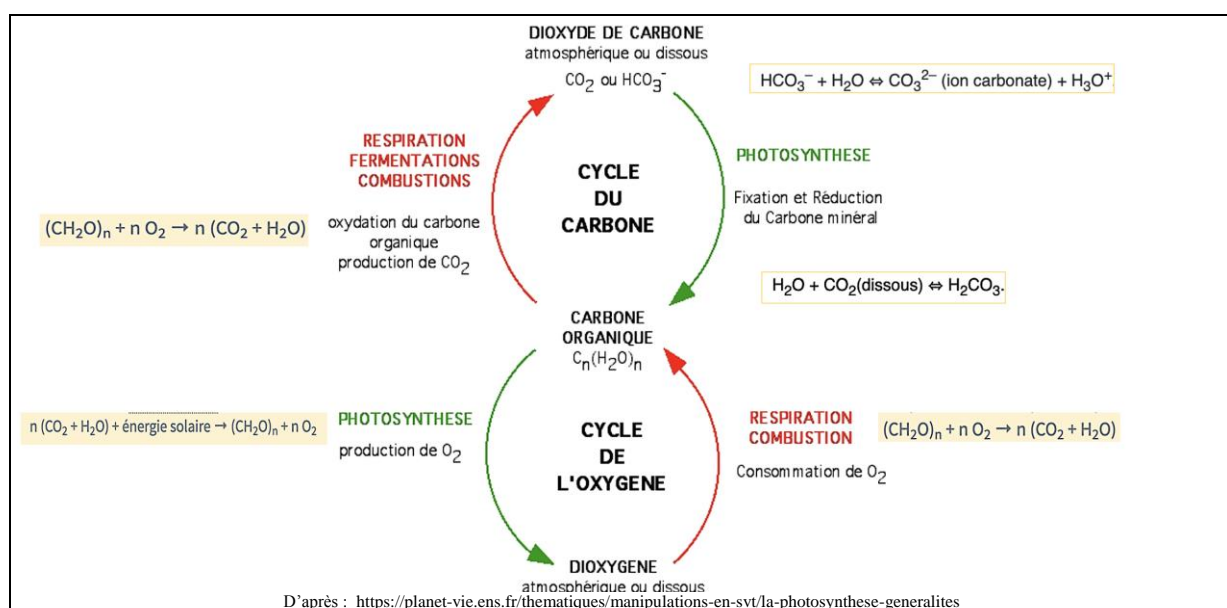 DIOXYDE DE CARBONE
atmosphérique ou dissous
CO₂ ou HCO₃⁻
HCO₃⁻ + H₂O ⇔ CO₃²⁻ (ion carbonate) + H₃O⁺.
RESPIRATION
FERMENTATIONS
COMBUSTIONS
oxydation du carbone
organique
production de CO₂
(CH₂O)ₙ + n O₂ → n (CO₂ + H₂O)
CYCLE
DU
CARBONE
PHOTOSYNTHESE
Fixation et Réduction
du Carbone minéral
H₂O + CO₂(dissous) ⇔ H₂CO₃.
CARBONE
ORGANIQUE
Cₙ(H₂O)ₙ
n (CO₂ + H₂O) + énergie solaire → (CH₂O)ₙ + n O₂
PHOTOSYNTHESE
production de O₂
CYCLE
DE
L'OXYGENE
RESPIRATION
COMBUSTION
Consommation de O₂
(CH₂O)ₙ + n O₂ → n (CO₂ + H₂O)
DIOXYGENE
atmosphérique ou dissous
D'après : https://planet-vie.ens.fr/thematiques/manipulations-en-svt/la-photosynthese-generalites